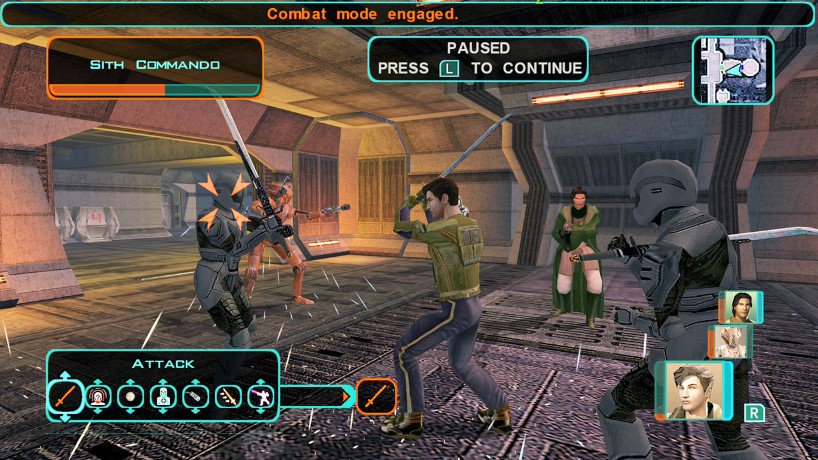 Combat mode engaged.
Sith Commando
PAUSED
PRESS L TO CONTINUE
Attack
R